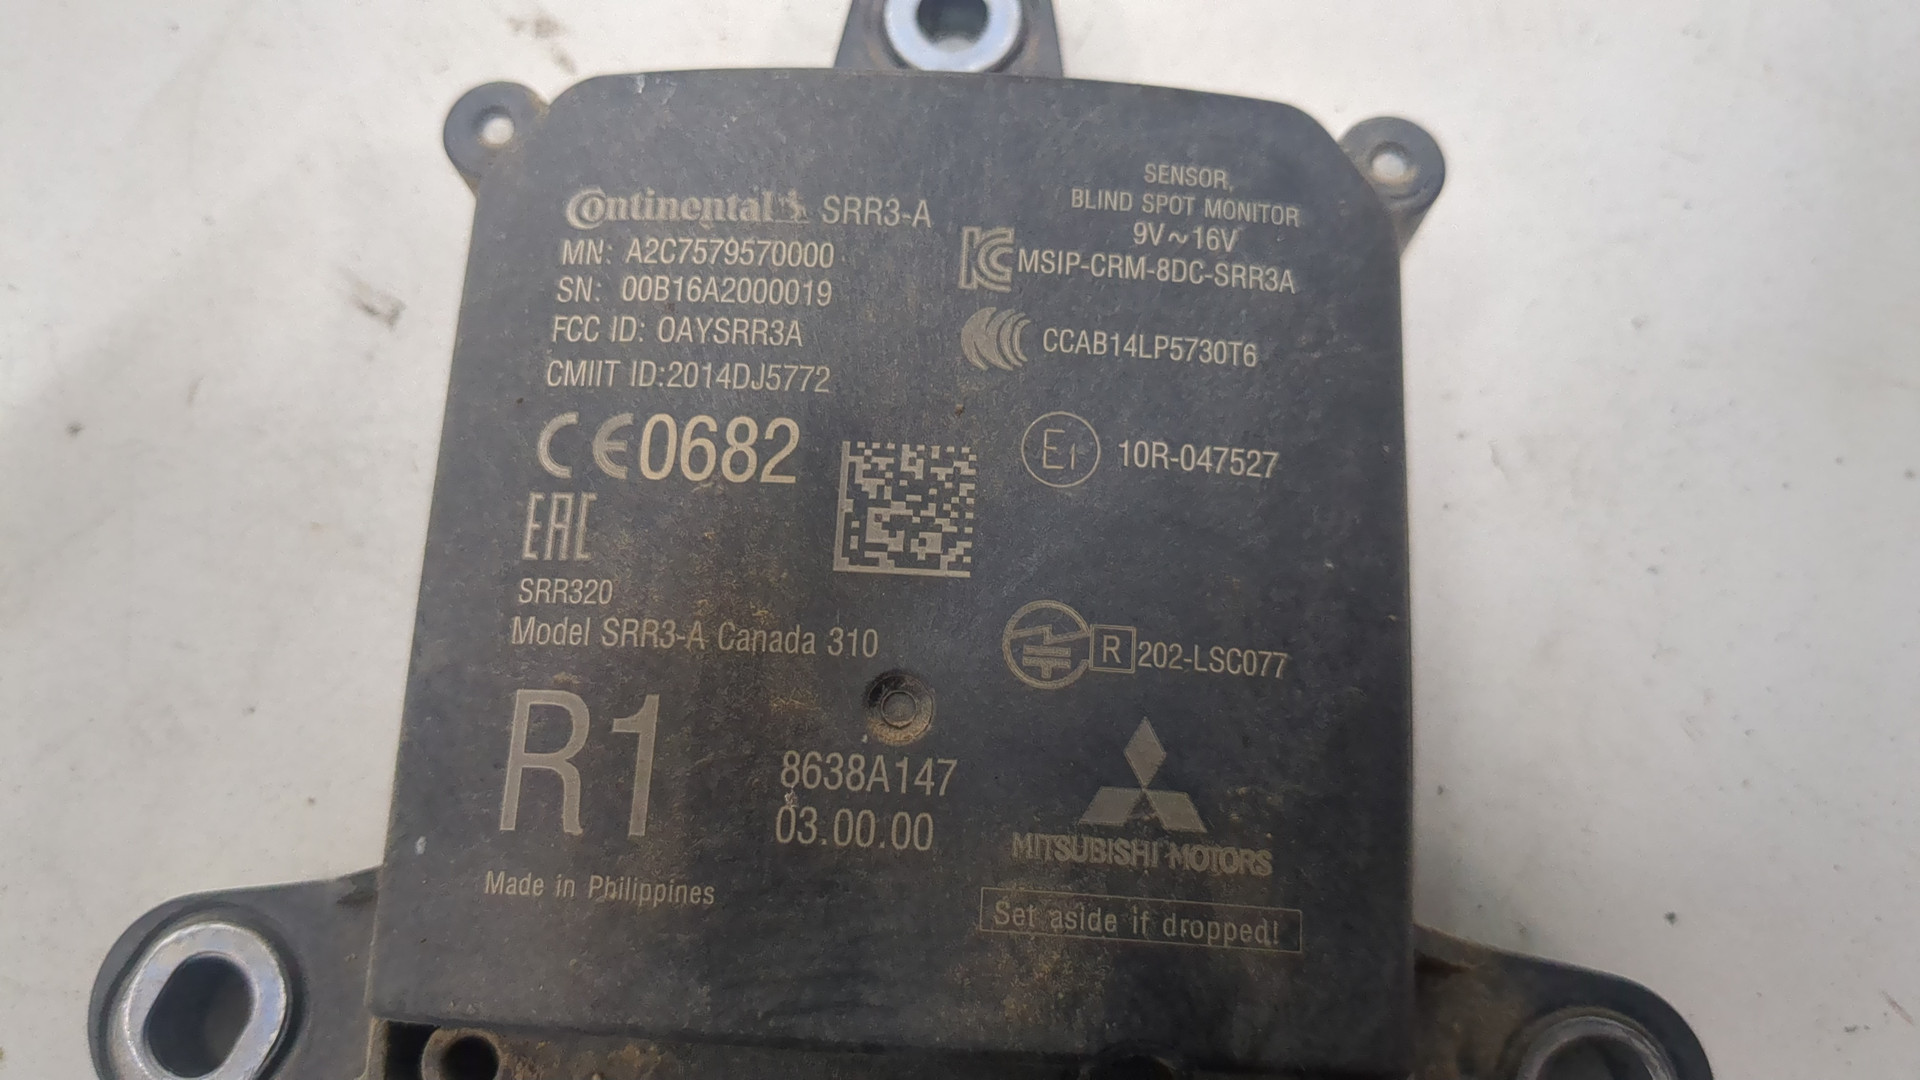 Continental SRR3-A
MN: A2C7579570000
SN: 00B16A2000019
FCC ID: OAYSRR3A
CMIIT ID:2014DJ5772
CE0682
EAC
SRR320
Model SRR3-A Canada 310
R1
Made in Philippines
SENSOR,
BLIND SPOT MONITOR
9V~16V
MSIP-CRM-8DC-SRR3A
CCC CCAB14LP5730T6
E1 10R-047527
R 202-LSC077
8638A147
03.00.00
MITSUBISHI MOTORS
Set aside if dropped!